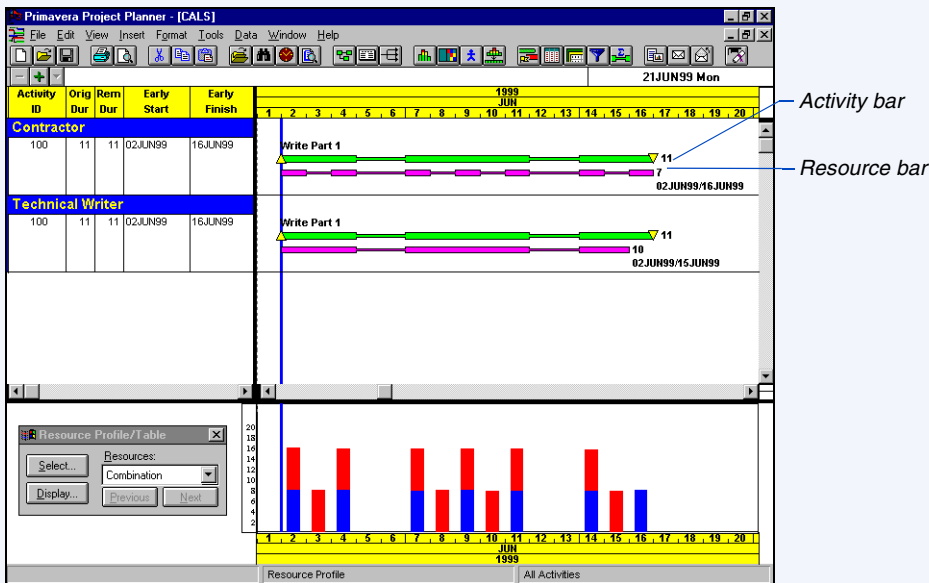 Primavera Project Planner - [CALS]
File Edit View Insert Format Tools Data Window Help
21JUN99 Mon
Activity ID Orig Dur Rem Dur Early Start Early Finish
1999
JUN
1 2 3 4 5 6 7 8 9 10 11 12 13 14 15 16 17 18 19 20
Activity bar
Resource bar
Contractor
100 11 11 02JUN99 16JUN99
Write Part 1
11
7
02JUN99/16JUN99
Technical Writer
100 11 11 02JUN99 16JUN99
Write Part 1
11
10
02JUN99/15JUN99
Resource Profile/Table
Select...
Resources:
Combination
Display...
Previous Next
20
18
16
14
12
10
8
6
4
2
1 2 3 4 5 6 7 8 9 10 11 12 13 14 15 16 17 18 19 20
JUN
1999
Resource Profile All Activities